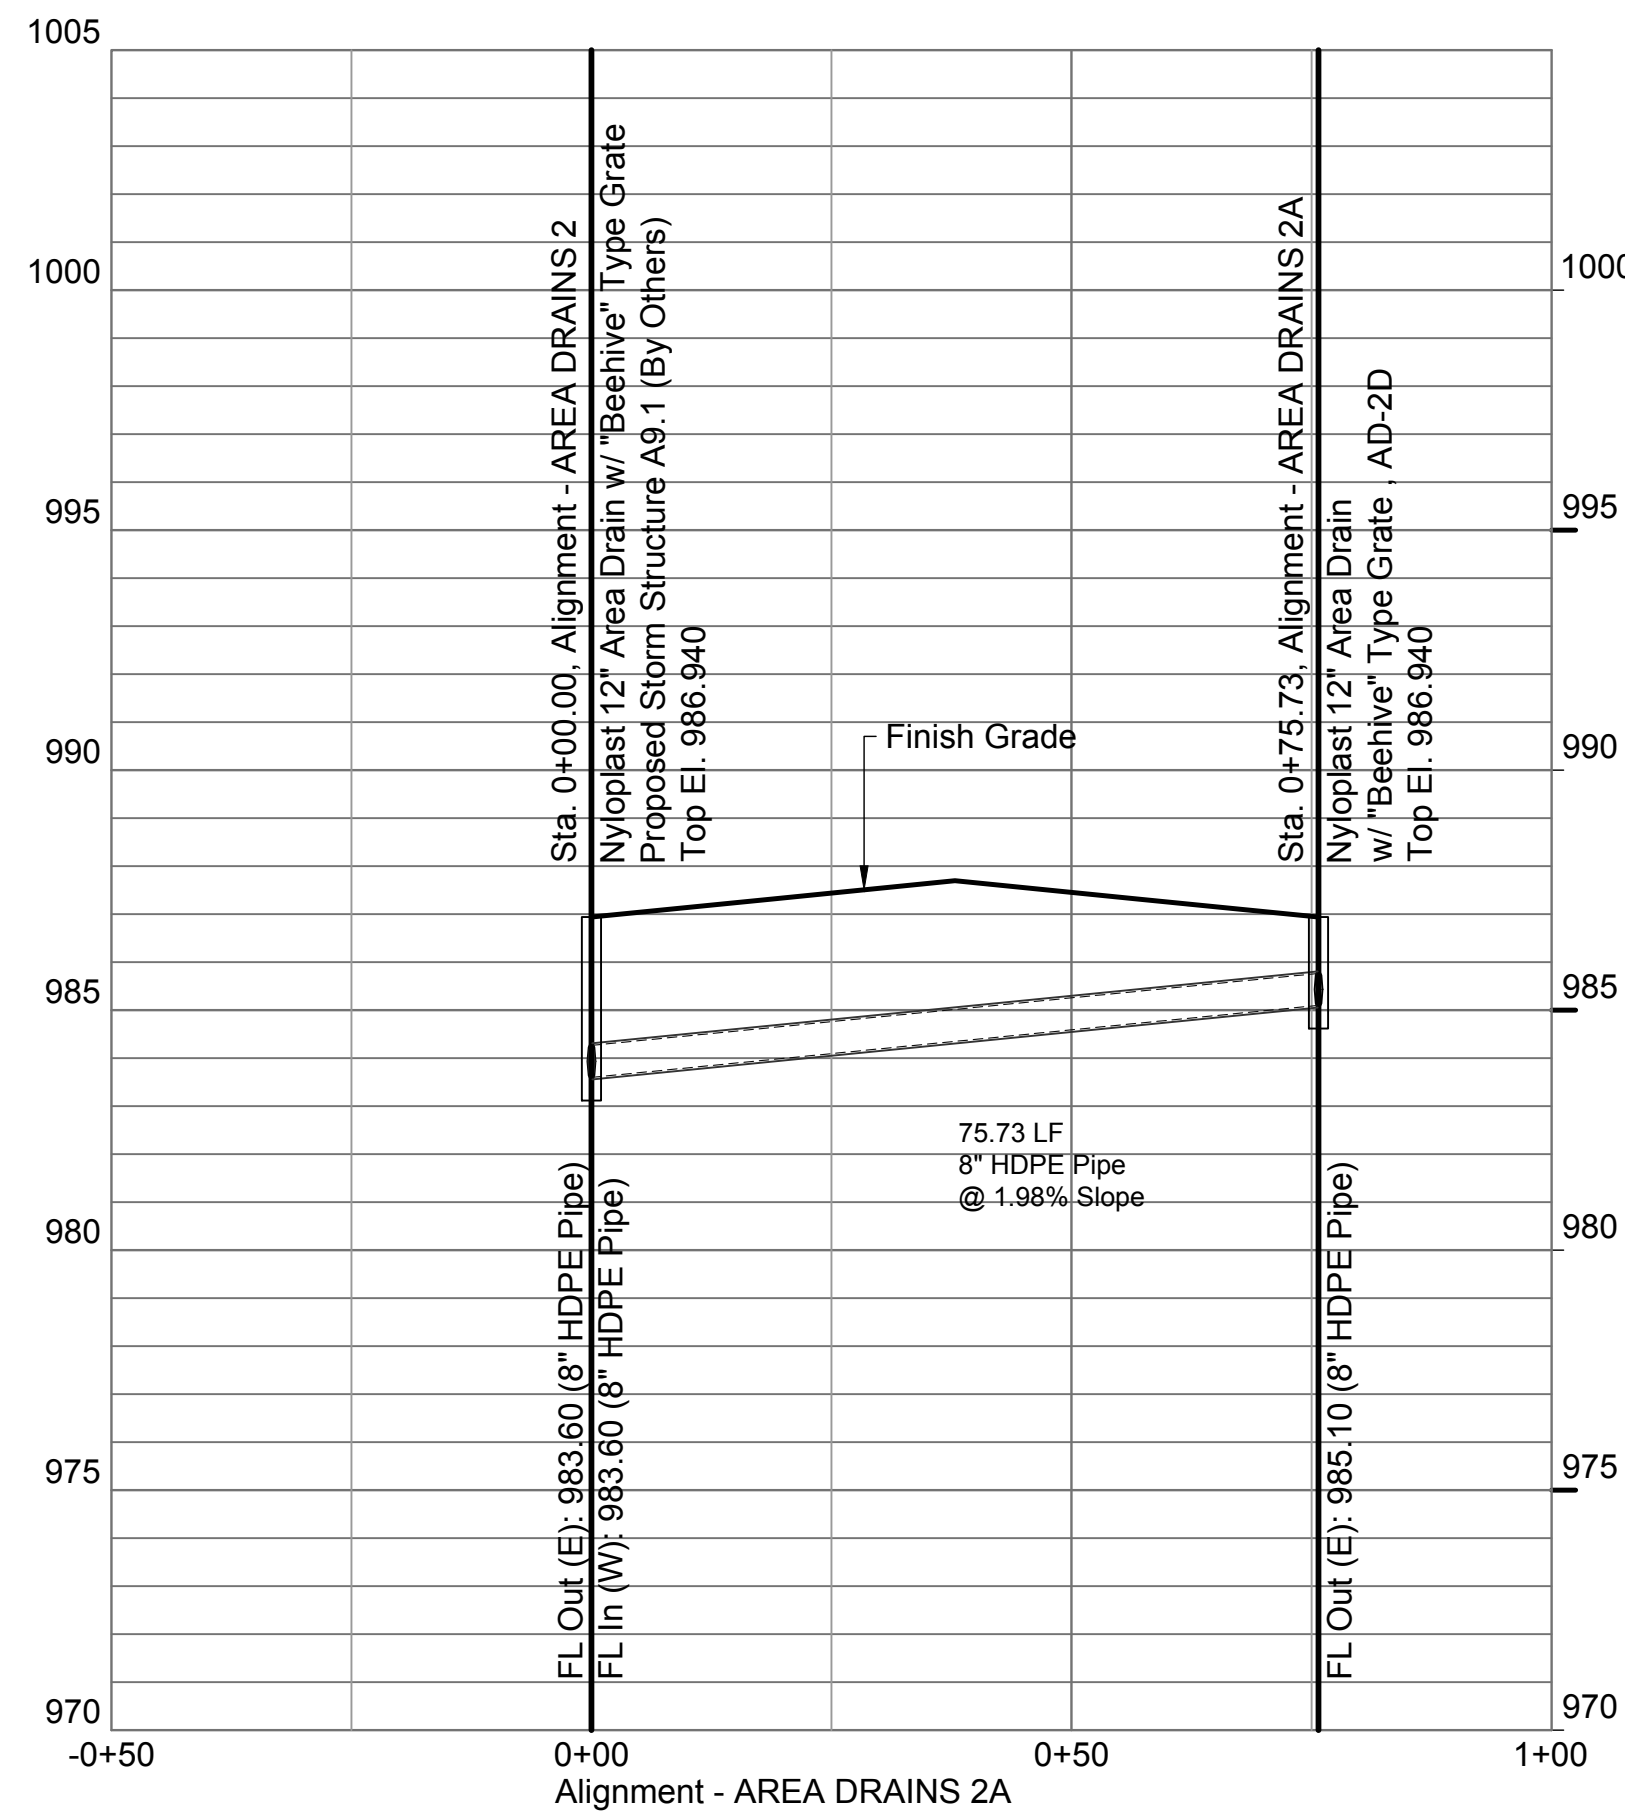 1005
1000
995
990
985
980
975
970
1000
995
990
985
980
975
970
Sta. 0+00.00, Alignment - AREA DRAINS 2
Nyloplast 12" Area Drain w/ "Beehive" Type Grate
Proposed Storm Structure A9.1 (By Others)
Top El. 986.940
Sta. 0+75.73, Alignment - AREA DRAINS 2A
Nyloplast 12" Area Drain
w/ "Beehive" Type Grate , AD-2D
Top El. 986.940
Finish Grade
75.73 LF
8" HDPE Pipe
@ 1.98% Slope
FL Out (E): 983.60 (8" HDPE Pipe)
FL In (W): 983.60 (8" HDPE Pipe)
FL Out (E): 985.10 (8" HDPE Pipe)
-0+50
0+00
0+50
1+00
Alignment - AREA DRAINS 2A